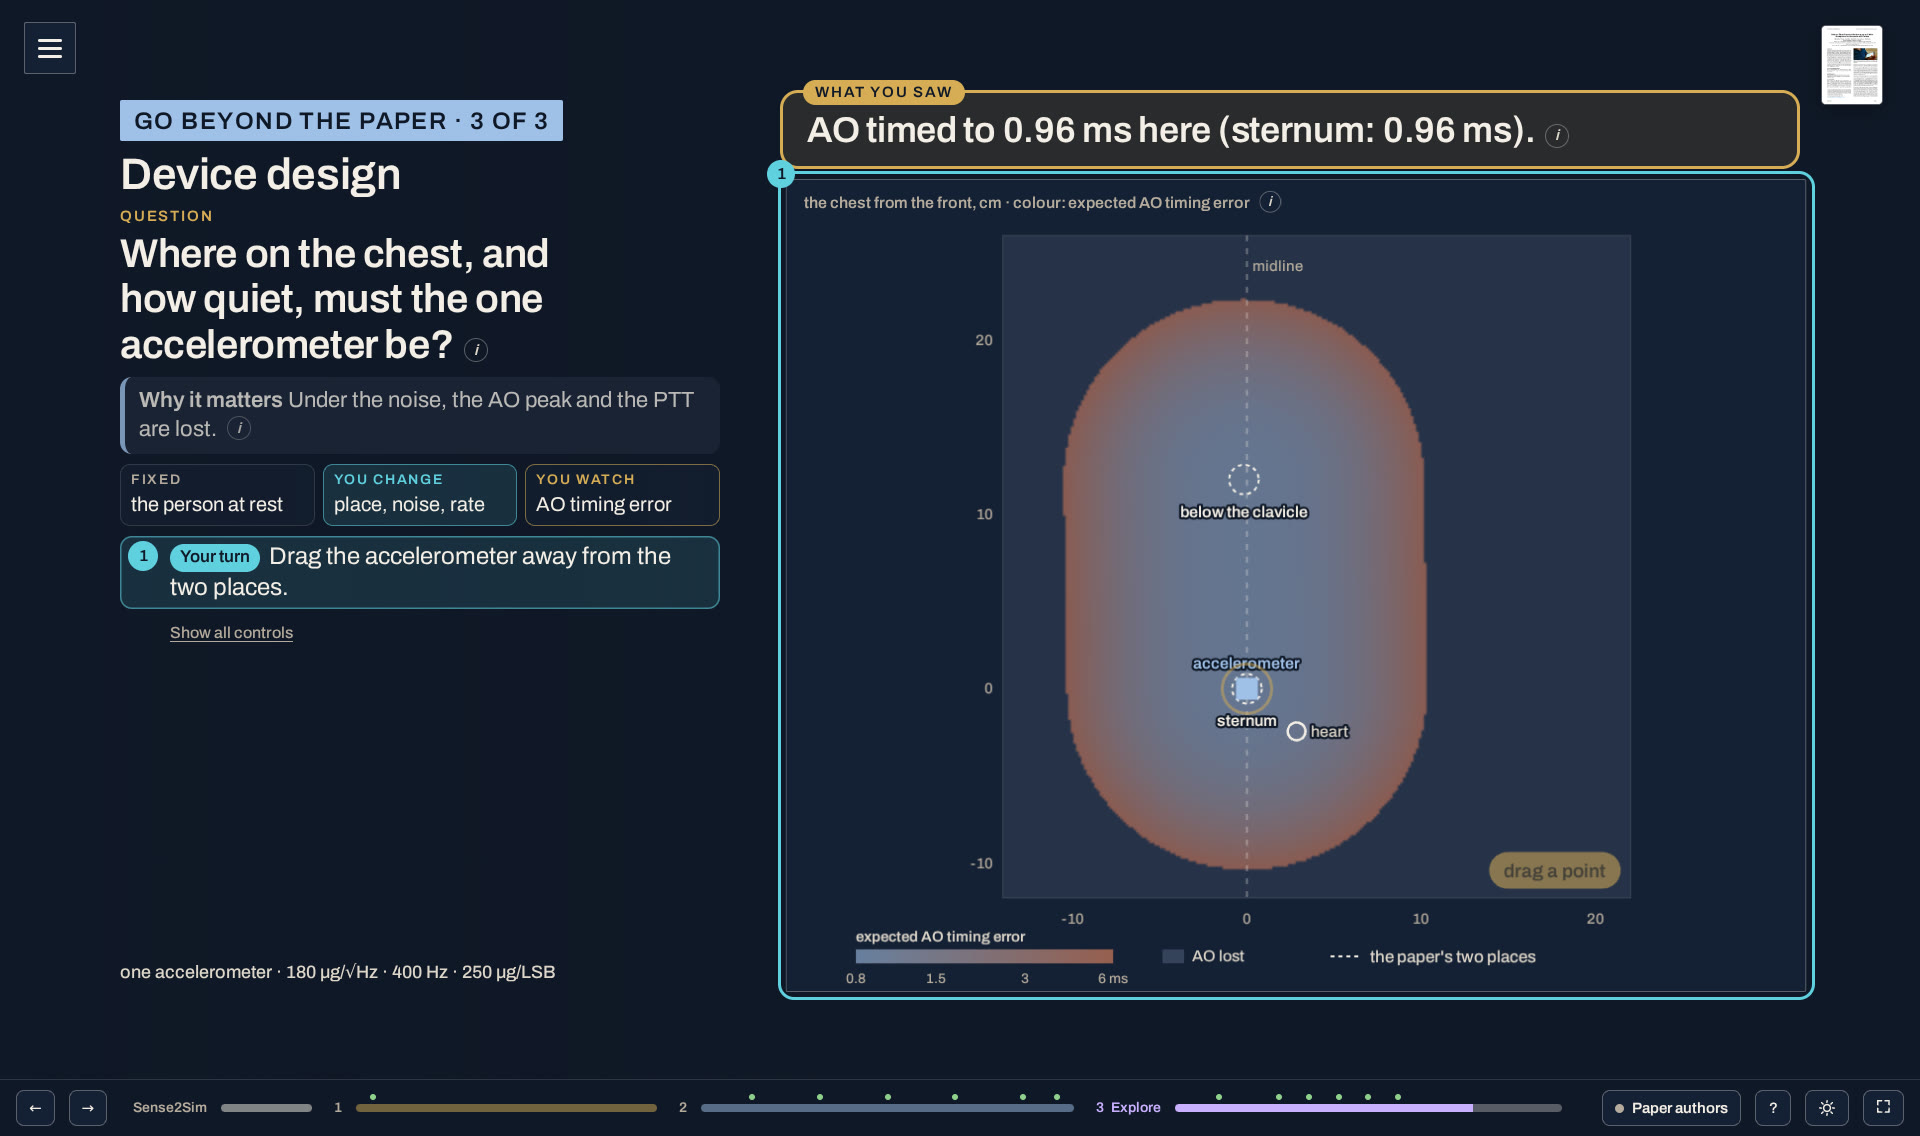 GO BEYOND THE PAPER · 3 OF 3
Device design
QUESTION
Where on the chest, and
how quiet, must the one
accelerometer be? i
Why it matters Under the noise, the AO peak and the PTT
are lost. i
FIXED
the person at rest
YOU CHANGE
place, noise, rate
YOU WATCH
AO timing error
1 Your turn Drag the accelerometer away from the
two places.
Show all controls
one accelerometer · 180 µg/√Hz · 400 Hz · 250 µg/LSB
WHAT YOU SAW
AO timed to 0.96 ms here (sternum: 0.96 ms). i
1
the chest from the front, cm · colour: expected AO timing error i
midline
20
below the clavicle
10
accelerometer
0
sternum
heart
-10
drag a point
-10 0 10 20
expected AO timing error
0.8 1.5 3 6 ms
AO lost
the paper's two places
← → Sense2Sim 1 2 3 Explore Paper authors ?